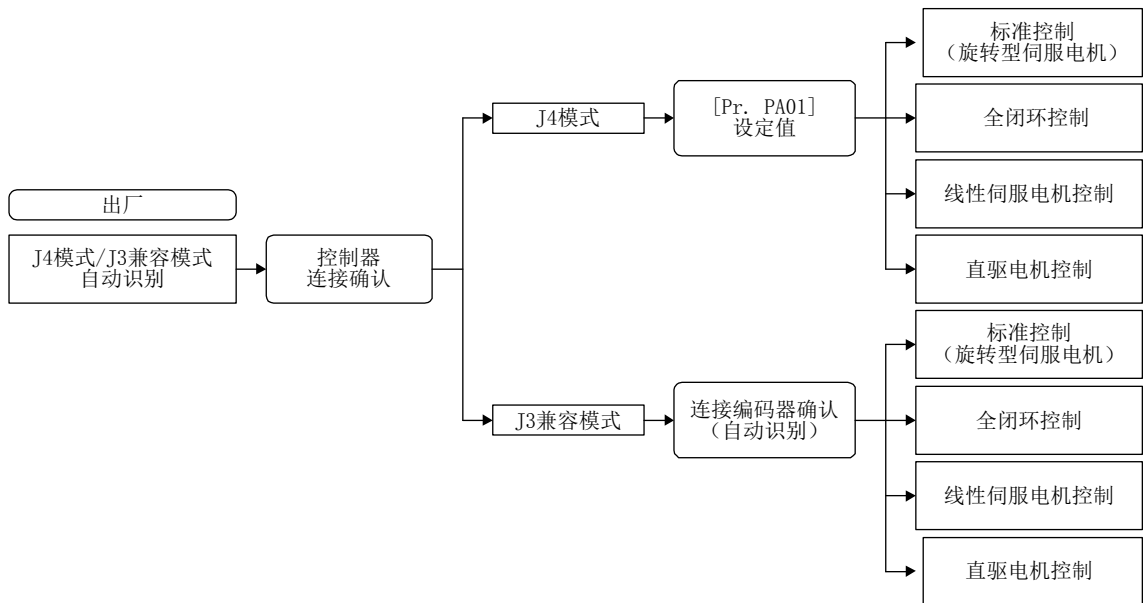 出厂
J4模式/J3兼容模式
自动识别
控制器
连接确认
J4模式
[Pr. PA01]
设定值
标准控制
（旋转型伺服电机）
全闭环控制
线性伺服电机控制
直驱电机控制
J3兼容模式
连接编码器确认
（自动识别）
标准控制
（旋转型伺服电机）
全闭环控制
线性伺服电机控制
直驱电机控制